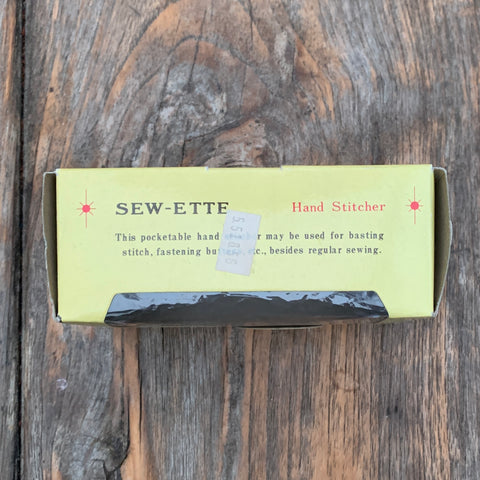 SEW-ETTE Hand Stitcher
This pocketable hand may be used for basting
stitch, fastening etc., besides regular sewing.